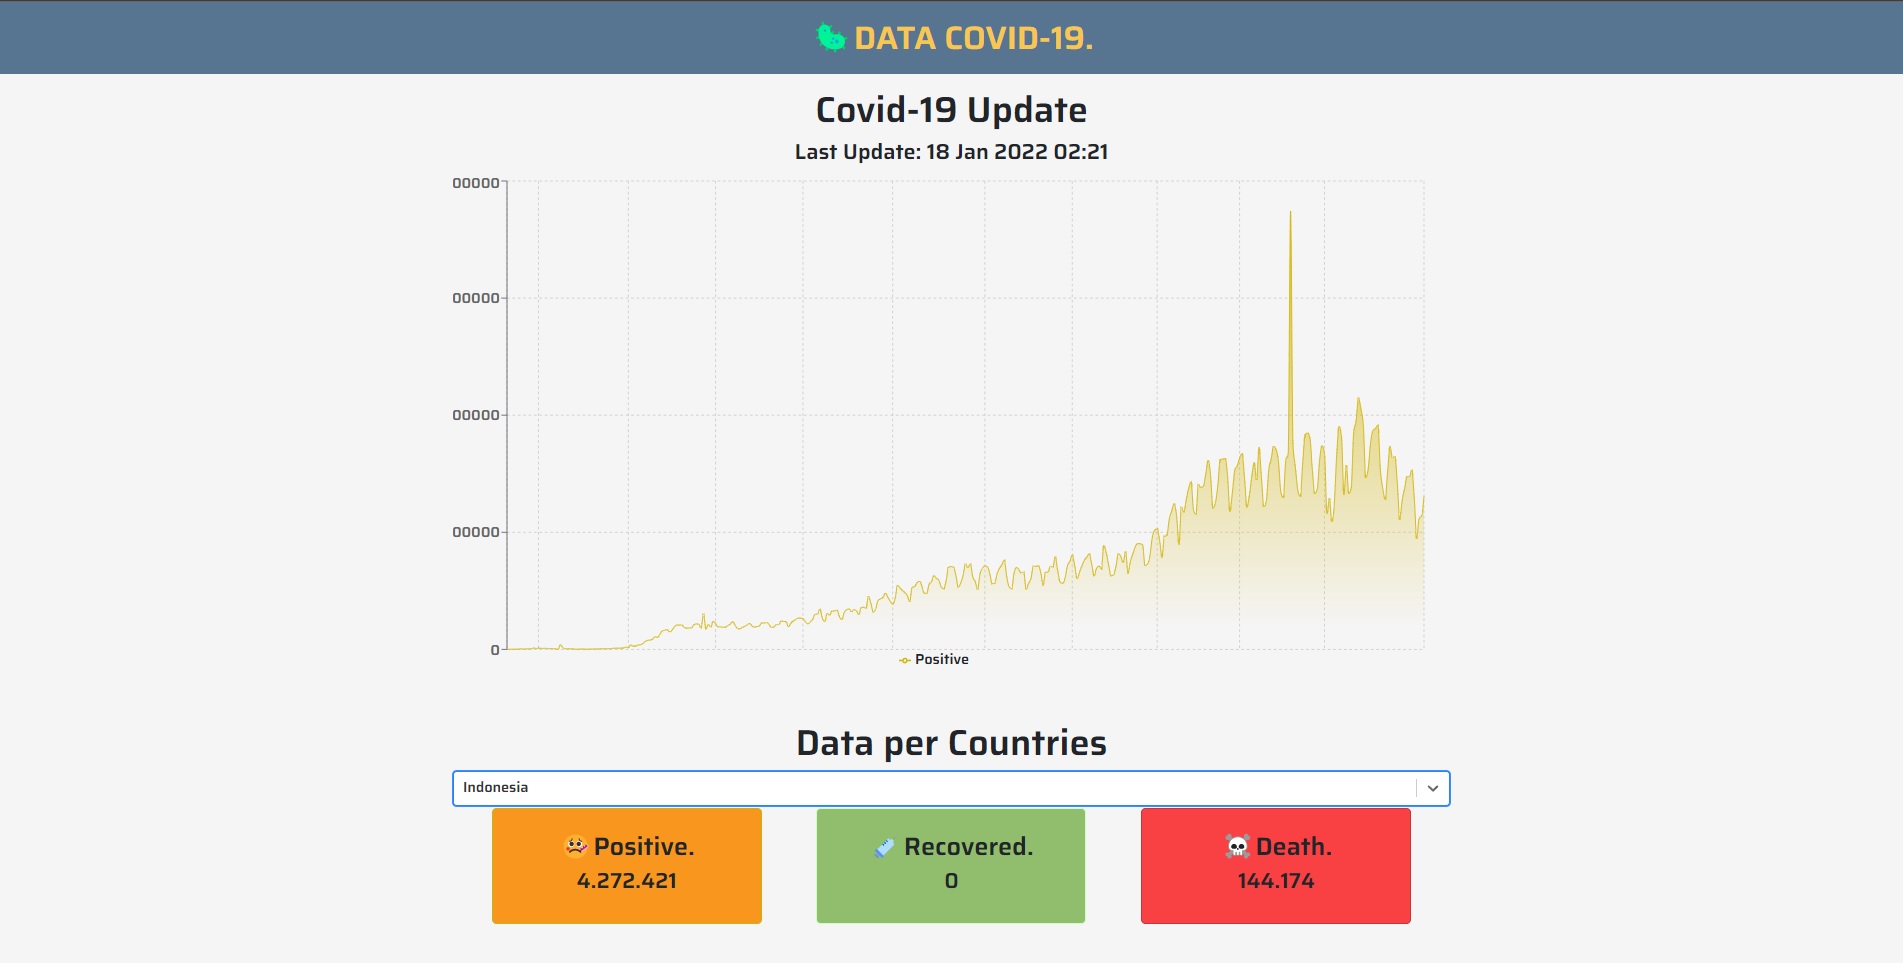 DATA COVID-19.
Covid-19 Update
Last Update: 18 Jan 2022 02:21
00000
00000
00000
00000
0
Positive
Data per Countries
Indonesia
Positive.
4.272.421
Recovered.
0
Death.
144.174